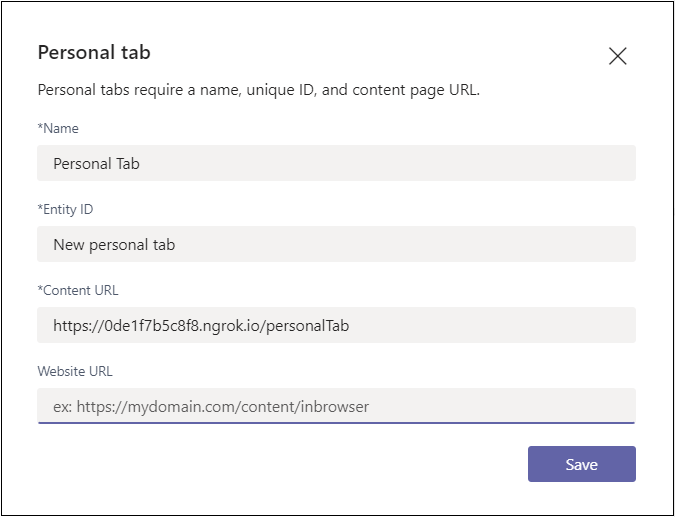 Personal tab
Personal tabs require a name, unique ID, and content page URL.
*Name
Personal Tab
*Entity ID
New personal tab
*Content URL
https://0de1f7b5c8f8.ngrok.io/personalTab
Website URL
ex: https://mydomain.com/content/inbrowser
Save